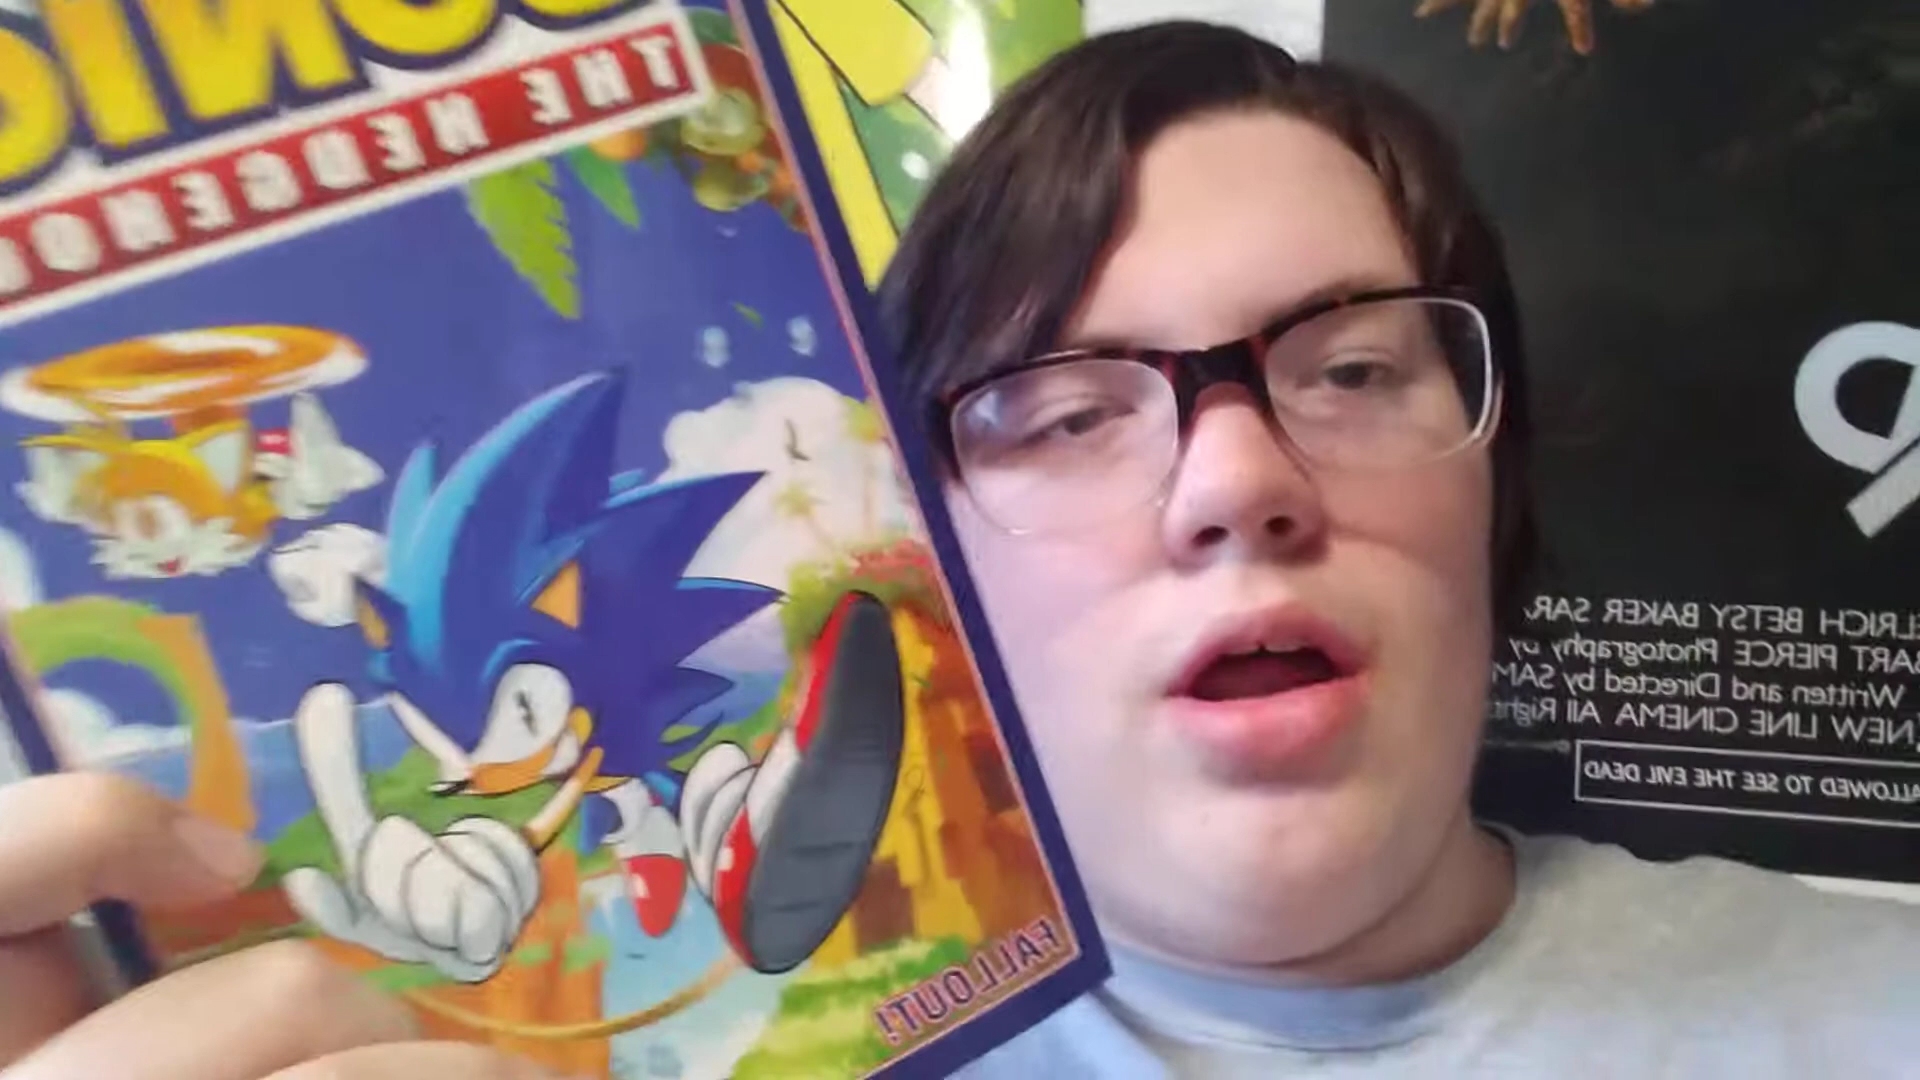 SONIC
THE HEDGEHOG
FALLOUT!
ELRICH BETSY BAKER SAR
BART PIERCE Photography by
Written and Directed by SAM
NEW LINE CINEMA All Rights
ALLOWED TO SEE THE EVIL DEAD